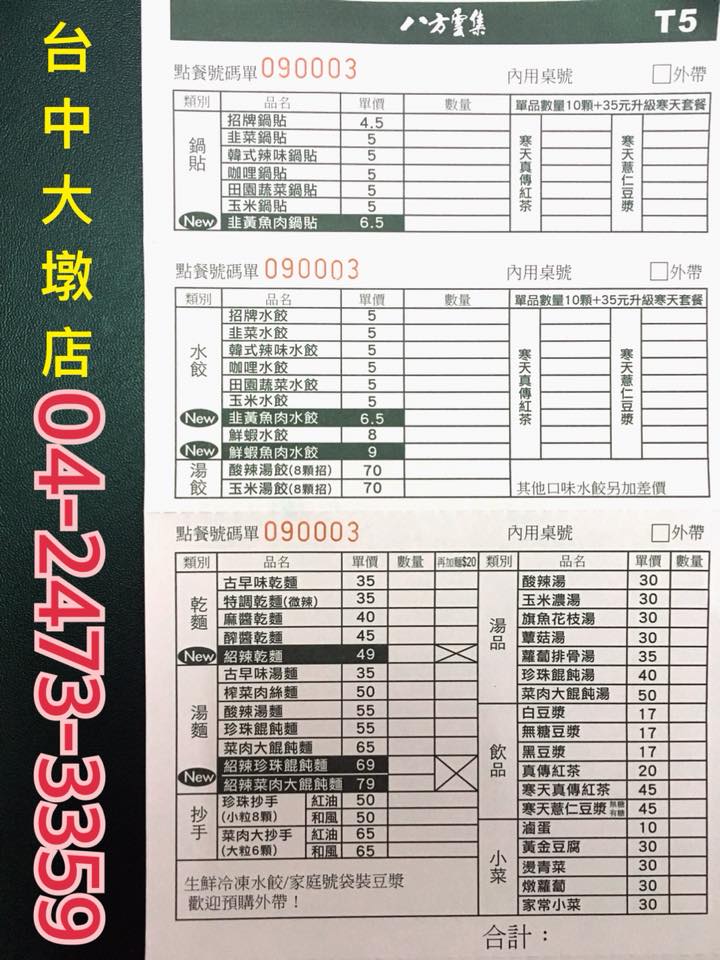 台中大墩店
04-2473-3359
八方雲集 T5
點餐號碼單 090003 內用桌號 □外帶
類別 品名 單價 數量 單品數量10顆+35元升級寒天套餐
鍋貼
寒天真傳紅茶
寒天薏仁豆漿
招牌鍋貼 4.5
韭菜鍋貼 5
韓式辣味鍋貼 5
咖哩鍋貼 5
田園蔬菜鍋貼 5
玉米鍋貼 5
New 韭黃魚肉鍋貼 6.5
點餐號碼單 090003 內用桌號 □外帶
類別 品名 單價 數量 單品數量10顆+35元升級寒天套餐
水餃
寒天真傳紅茶
寒天薏仁豆漿
招牌水餃 5
韭菜水餃 5
韓式辣味水餃 5
咖哩水餃 5
田園蔬菜水餃 5
玉米水餃 5
New 韭黃魚肉水餃 6.5
鮮蝦水餃 8
New 鮮蝦魚肉水餃 9
湯餃
酸辣湯餃(8顆招) 70
玉米湯餃(8顆招) 70
其他口味水餃另加差價
點餐號碼單 090003 內用桌號 □外帶
類別 品名 單價 數量 再加麵$20
乾麵
古早味乾麵 35
特調乾麵(微辣) 35
麻醬乾麵 40
醡醬乾麵 45
New 紹辣乾麵 49
湯麵
古早味湯麵 35
榨菜肉絲麵 50
酸辣湯麵 55
珍珠餛飩麵 55
菜肉大餛飩麵 65
New
紹辣珍珠餛飩麵 69
紹辣菜肉大餛飩麵 79
抄手
珍珠抄手 紅油 50
(小粒8顆) 和風 50
菜肉大抄手 紅油 65
(大粒6顆) 和風 65
生鮮冷凍水餃/家庭號袋裝豆漿
歡迎預購外帶！
類別 品名 單價 數量
湯品
酸辣湯 30
玉米濃湯 30
旗魚花枝湯 30
蕈菇湯 30
蘿蔔排骨湯 35
珍珠餛飩湯 40
菜肉大餛飩湯 50
飲品
白豆漿 17
無糖豆漿 17
黑豆漿 17
真傳紅茶 20
寒天真傳紅茶 45
寒天薏仁豆漿 無糖 有糖 45
小菜
滷蛋 10
黃金豆腐 30
燙青菜 30
燉蘿蔔 30
家常小菜 30
合計：